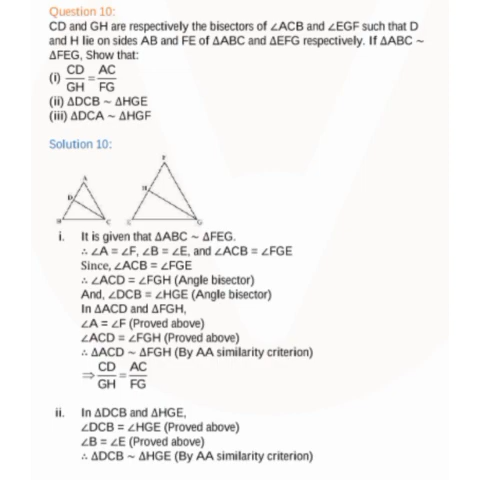 Question 10:
CD and GH are respectively the bisectors of ∠ACB and ∠EGF such that D
and H lie on sides AB and FE of ΔABC and ΔEFG respectively. If ΔABC ~
ΔFEG, Show that:
(i) CD/GH = AC/FG
(ii) ΔDCB ~ ΔHGE
(iii) ΔDCA ~ ΔHGF
Solution 10:
A
D
C
F
H
G
i. It is given that ΔABC ~ ΔFEG.
∴ ∠A = ∠F, ∠B = ∠E, and ∠ACB = ∠FGE
Since, ∠ACB = ∠FGE
∴ ∠ACD = ∠FGH (Angle bisector)
And, ∠DCB = ∠HGE (Angle bisector)
In ΔACD and ΔFGH,
∠A = ∠F (Proved above)
∠ACD = ∠FGH (Proved above)
∴ ΔACD ~ ΔFGH (By AA similarity criterion)
⇒ CD/GH = AC/FG
ii. In ΔDCB and ΔHGE,
∠DCB = ∠HGE (Proved above)
∠B = ∠E (Proved above)
∴ ΔDCB ~ ΔHGE (By AA similarity criterion)